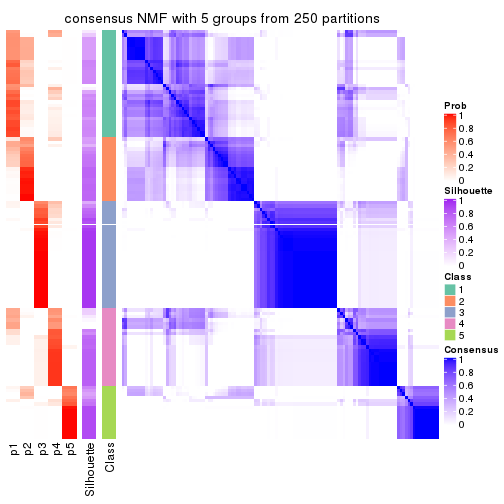 consensus NMF with 5 groups from 250 partitions
Prob
1
0.8
0.6
0.4
0.2
0
Silhouette
1
0.8
0.6
0.4
0.2
0
Class
1
2
3
4
5
Consensus
1
0.8
0.6
0.4
0.2
0
p1
p2
p3
p4
p5
Silhouette
Class